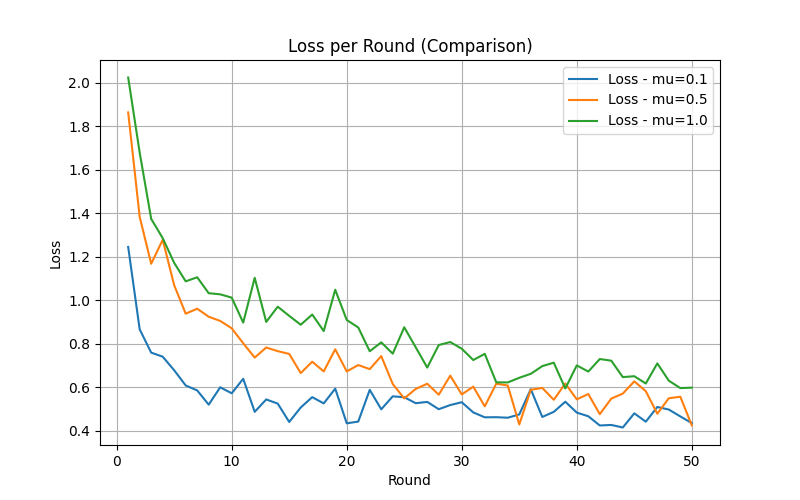 Loss per Round (Comparison)
Loss - mu=0.1
Loss - mu=0.5
Loss - mu=1.0
Loss
2.0
1.8
1.6
1.4
1.2
1.0
0.8
0.6
0.4
0 10 20 30 40 50
Round